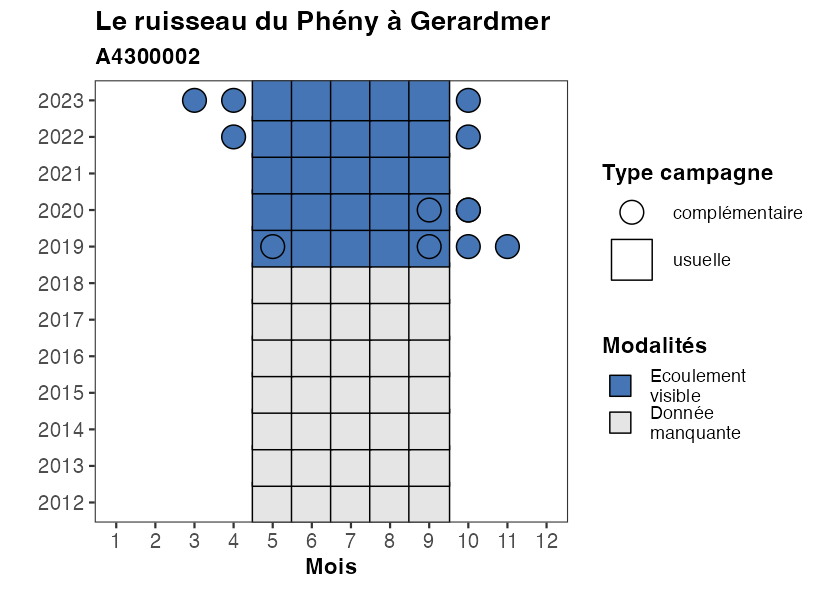 Le ruisseau du Phény à Gerardmer
A4300002
2023
2022
2021
2020
2019
2018
2017
2016
2015
2014
2013
2012
1 2 3 4 5 6 7 8 9 10 11 12
Mois
Type campagne
complémentaire
usuelle
Modalités
Ecoulement
visible
Donnée
manquante